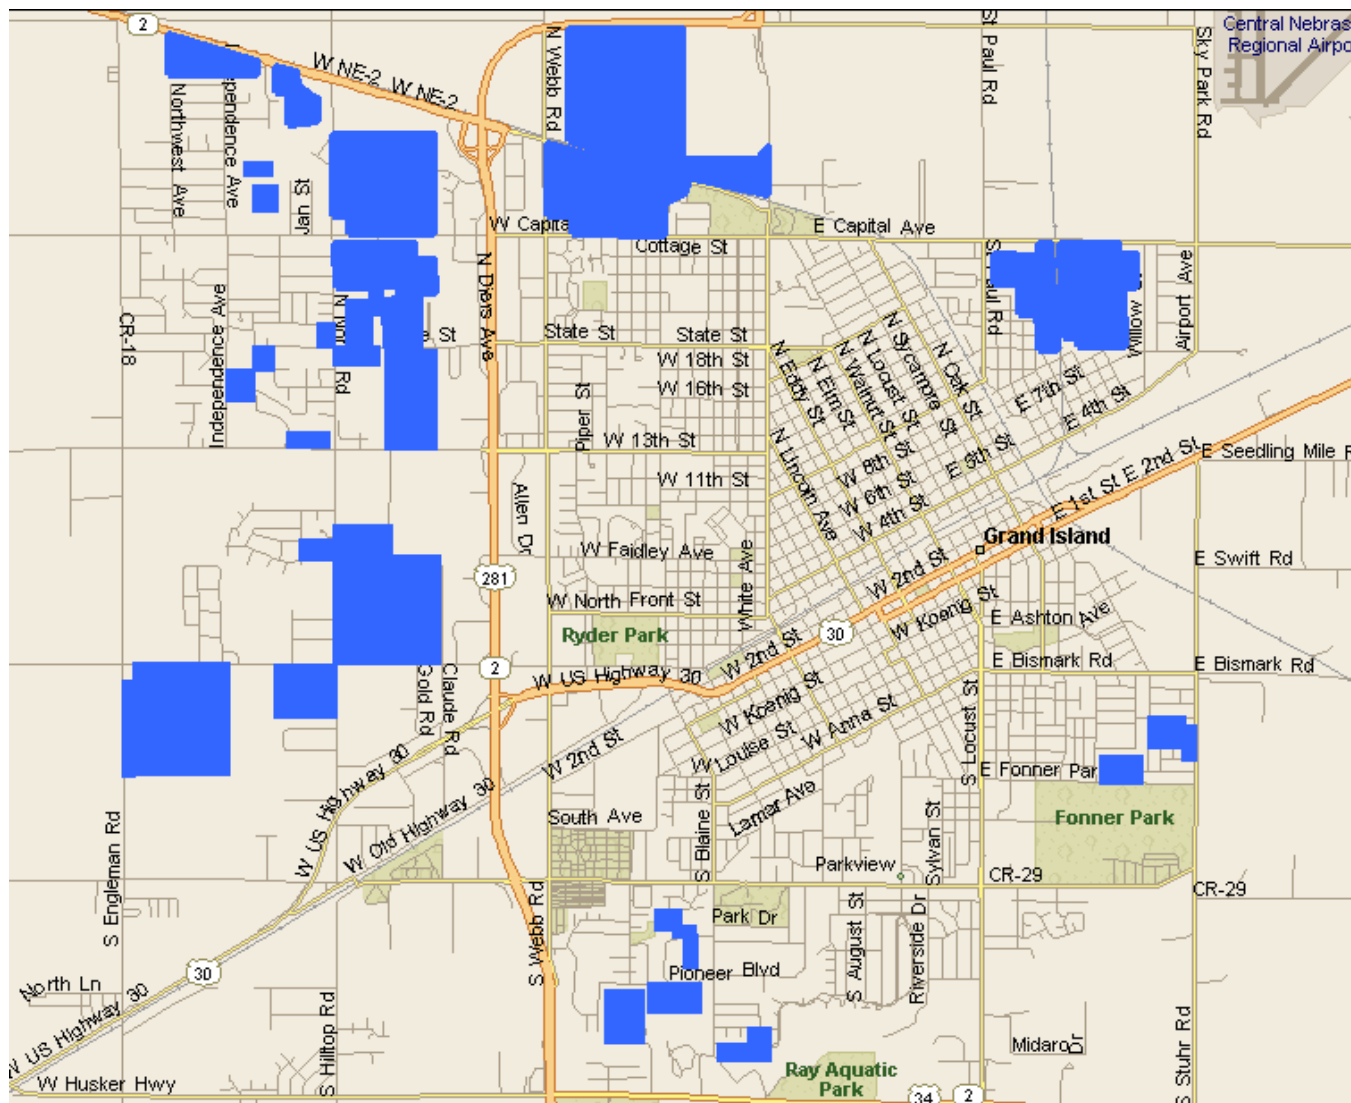 2
Central Nebras
Regional Airpo
N Webb Rd
St Paul Rd
Sky Park Rd
W NE-2
W NE-2
Northwest Ave
pendence Ave
Jan St
W Capita
E Capital Ave
Cottage St
N Diers Ave
St Paul Rd
Airport Ave
CR-18
Independence Ave
Rd
e St
State St
State St
W 18th St
W 16th St
N Eddy St
N Elm St
N Walnut St
N Locust St
N Sycamore St
N Oak St
E 7th St
E 4th St
Piper St
W 13th St
W 11th St
N Lincoln Ave
W 8th St
W 6th St
W 4th St
E 5th St
E 1st St
E 2nd St
E Seedling Mile R
Allen Dr
Grand Island
W Faidley Ave
White Ave
W 2nd St
E Swift Rd
281
W North Front St
W Koenig St
E Ashton Ave
Ryder Park
30
W 2nd St
E Bismark Rd
E Bismark Rd
2
W US Highway 30
Gold Rd
Claude Rd
W Koenig St
W Anna St
W Louise St
S Locust St
W 2nd St
W US Highway 30
W Old Highway 30
E Fonner Par
Fonner Park
South Ave
S Blaine St
Lamar Ave
Sylvan St
Parkview
CR-29
CR-29
S Engleman Rd
S Webb Rd
Park Dr
S August St
Riverside Dr
Pioneer Blvd
30
North Ln
W US Highway 30
S Hilltop Rd
Midaro Dr
S Stuhr Rd
W Husker Hwy
Ray Aquatic
Park
34
2